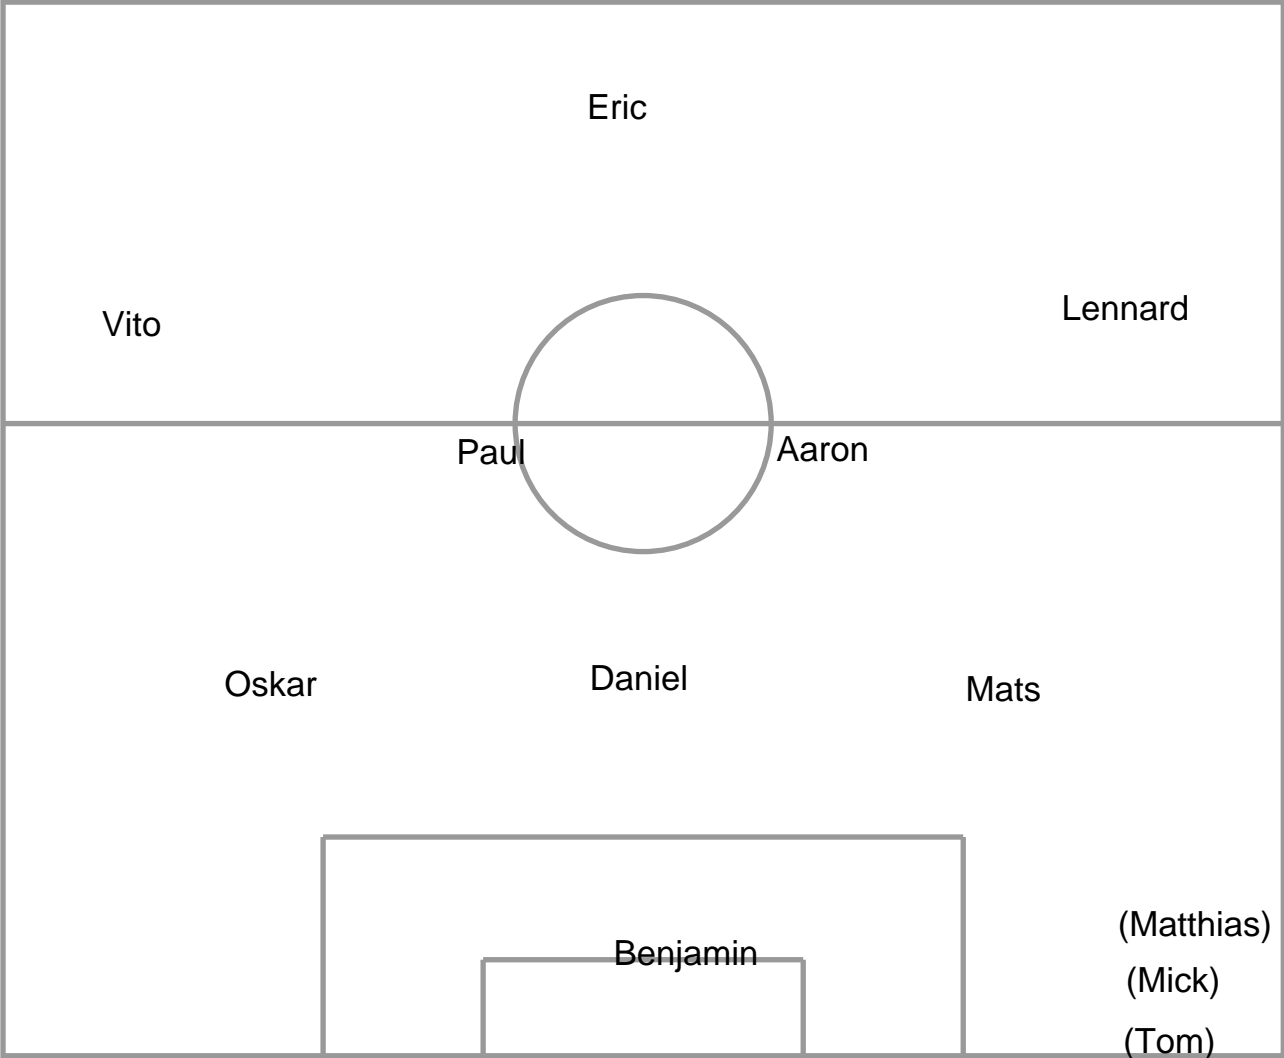 Eric
Vito
Lennard
Paul
Aaron
Oskar
Daniel
Mats
(Matthias)
Benjamin
(Mick)
(Tom)